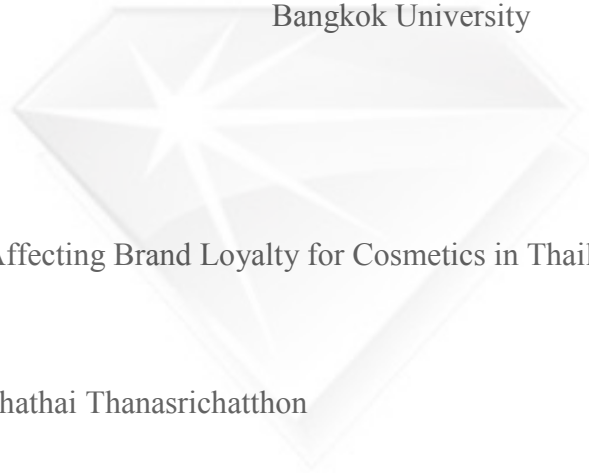 Bangkok University
Affecting Brand Loyalty for Cosmetics in Thail
hathai Thanasrichatthon